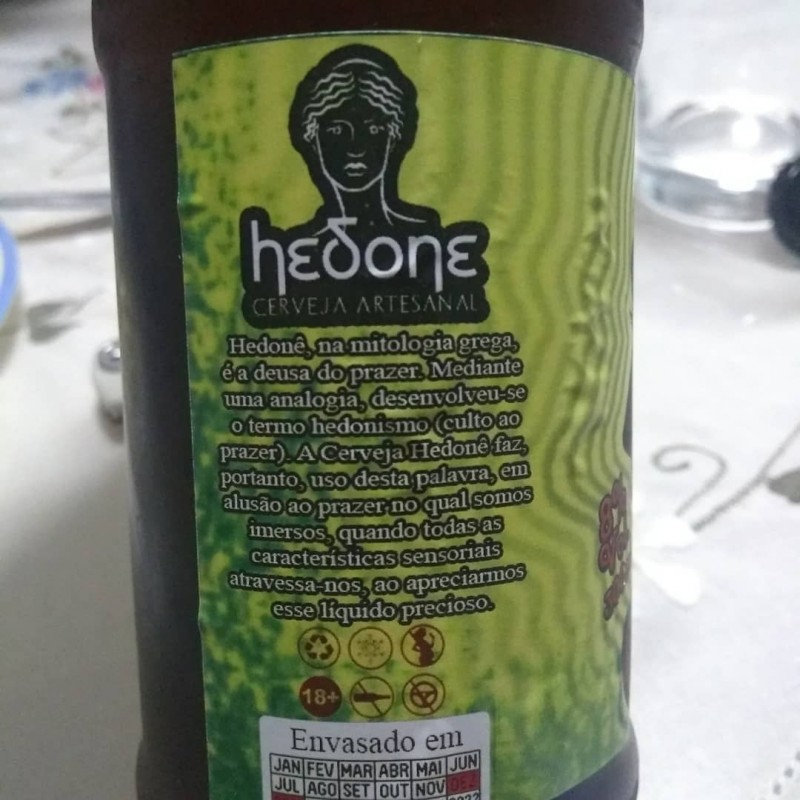 hedone
CERVEJA ARTESANAL
Hedonê, na mitologia grega,
é a deusa do prazer. Mediante
uma analogia, desenvolveu-se
o termo hedonismo (culto ao
prazer). A Cerveja Hedonê faz,
portanto, uso desta palavra, em
alusão ao prazer no qual somos
imersos, quando todas as
características sensoriais
atravessa-nos, ao apreciarmos
esse líquido precioso.
18+
Envasado em
JAN FEV MAR ABR MAI JUN
JUL AGO SET OUT NOV DEZ